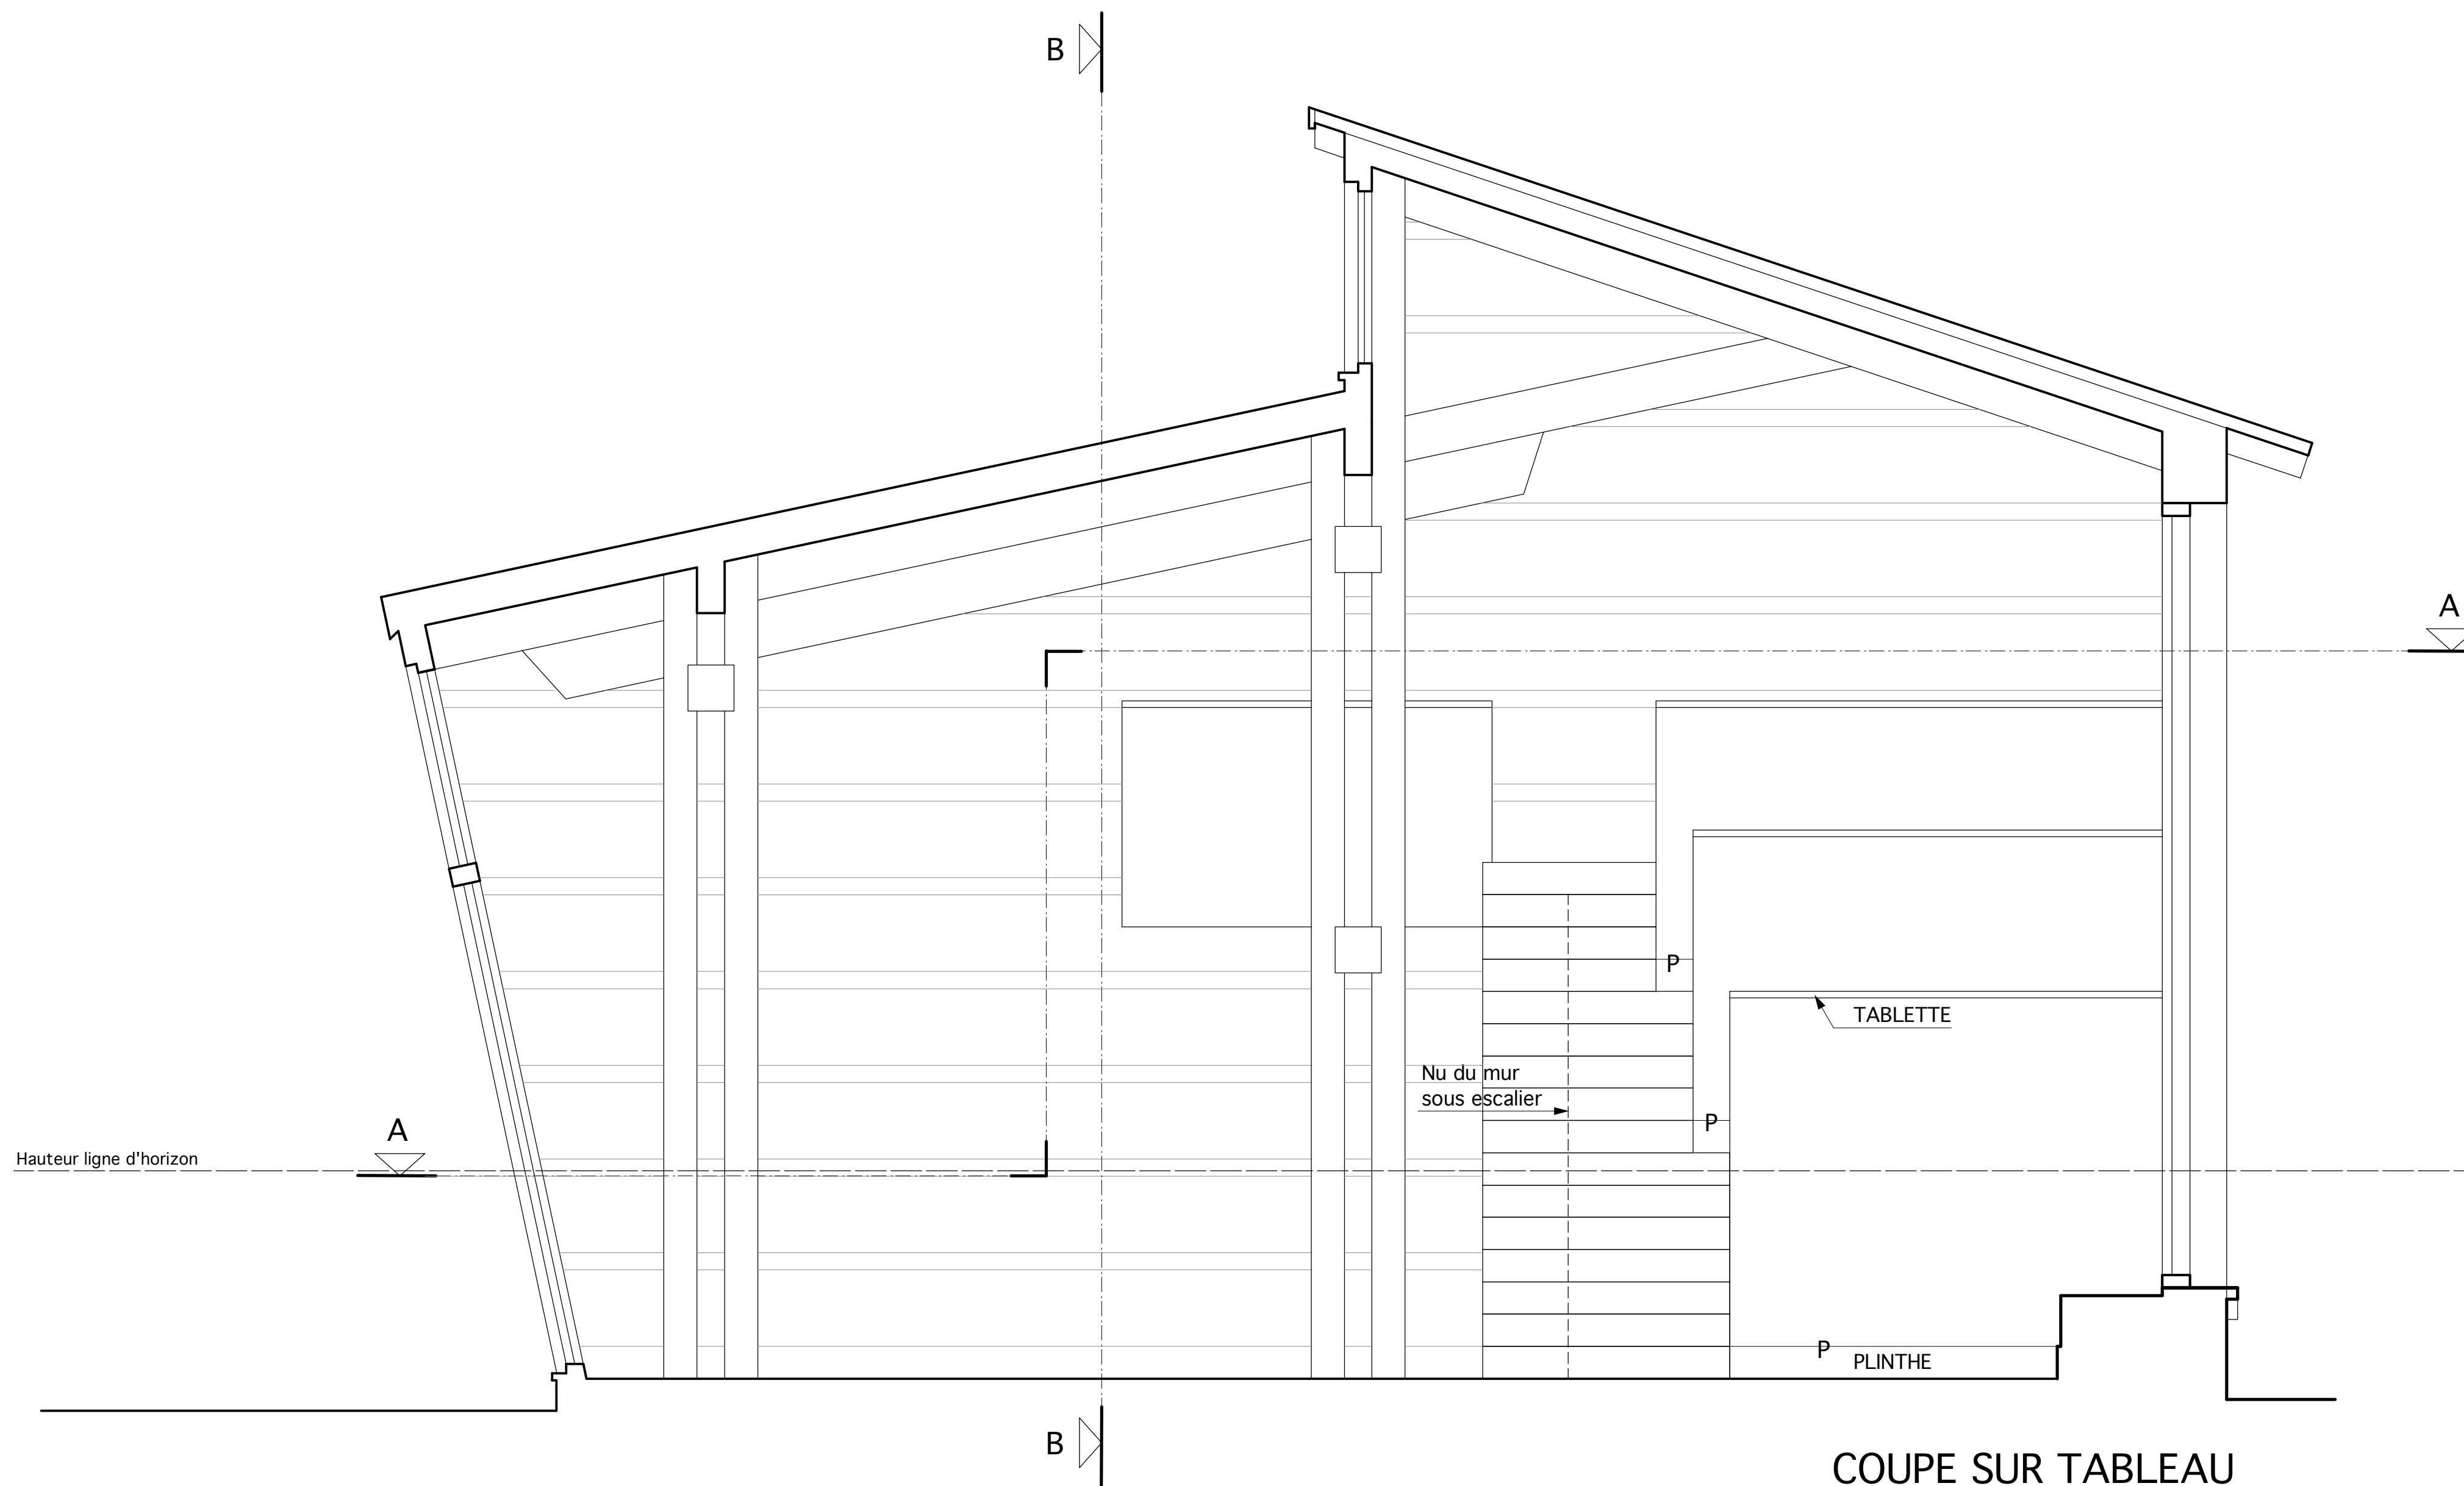 B
A
P
TABLETTE
Nu du mur
sous escalier
P
A
Hauteur ligne d'horizon
P
PLINTHE
B
COUPE SUR TABLEAU